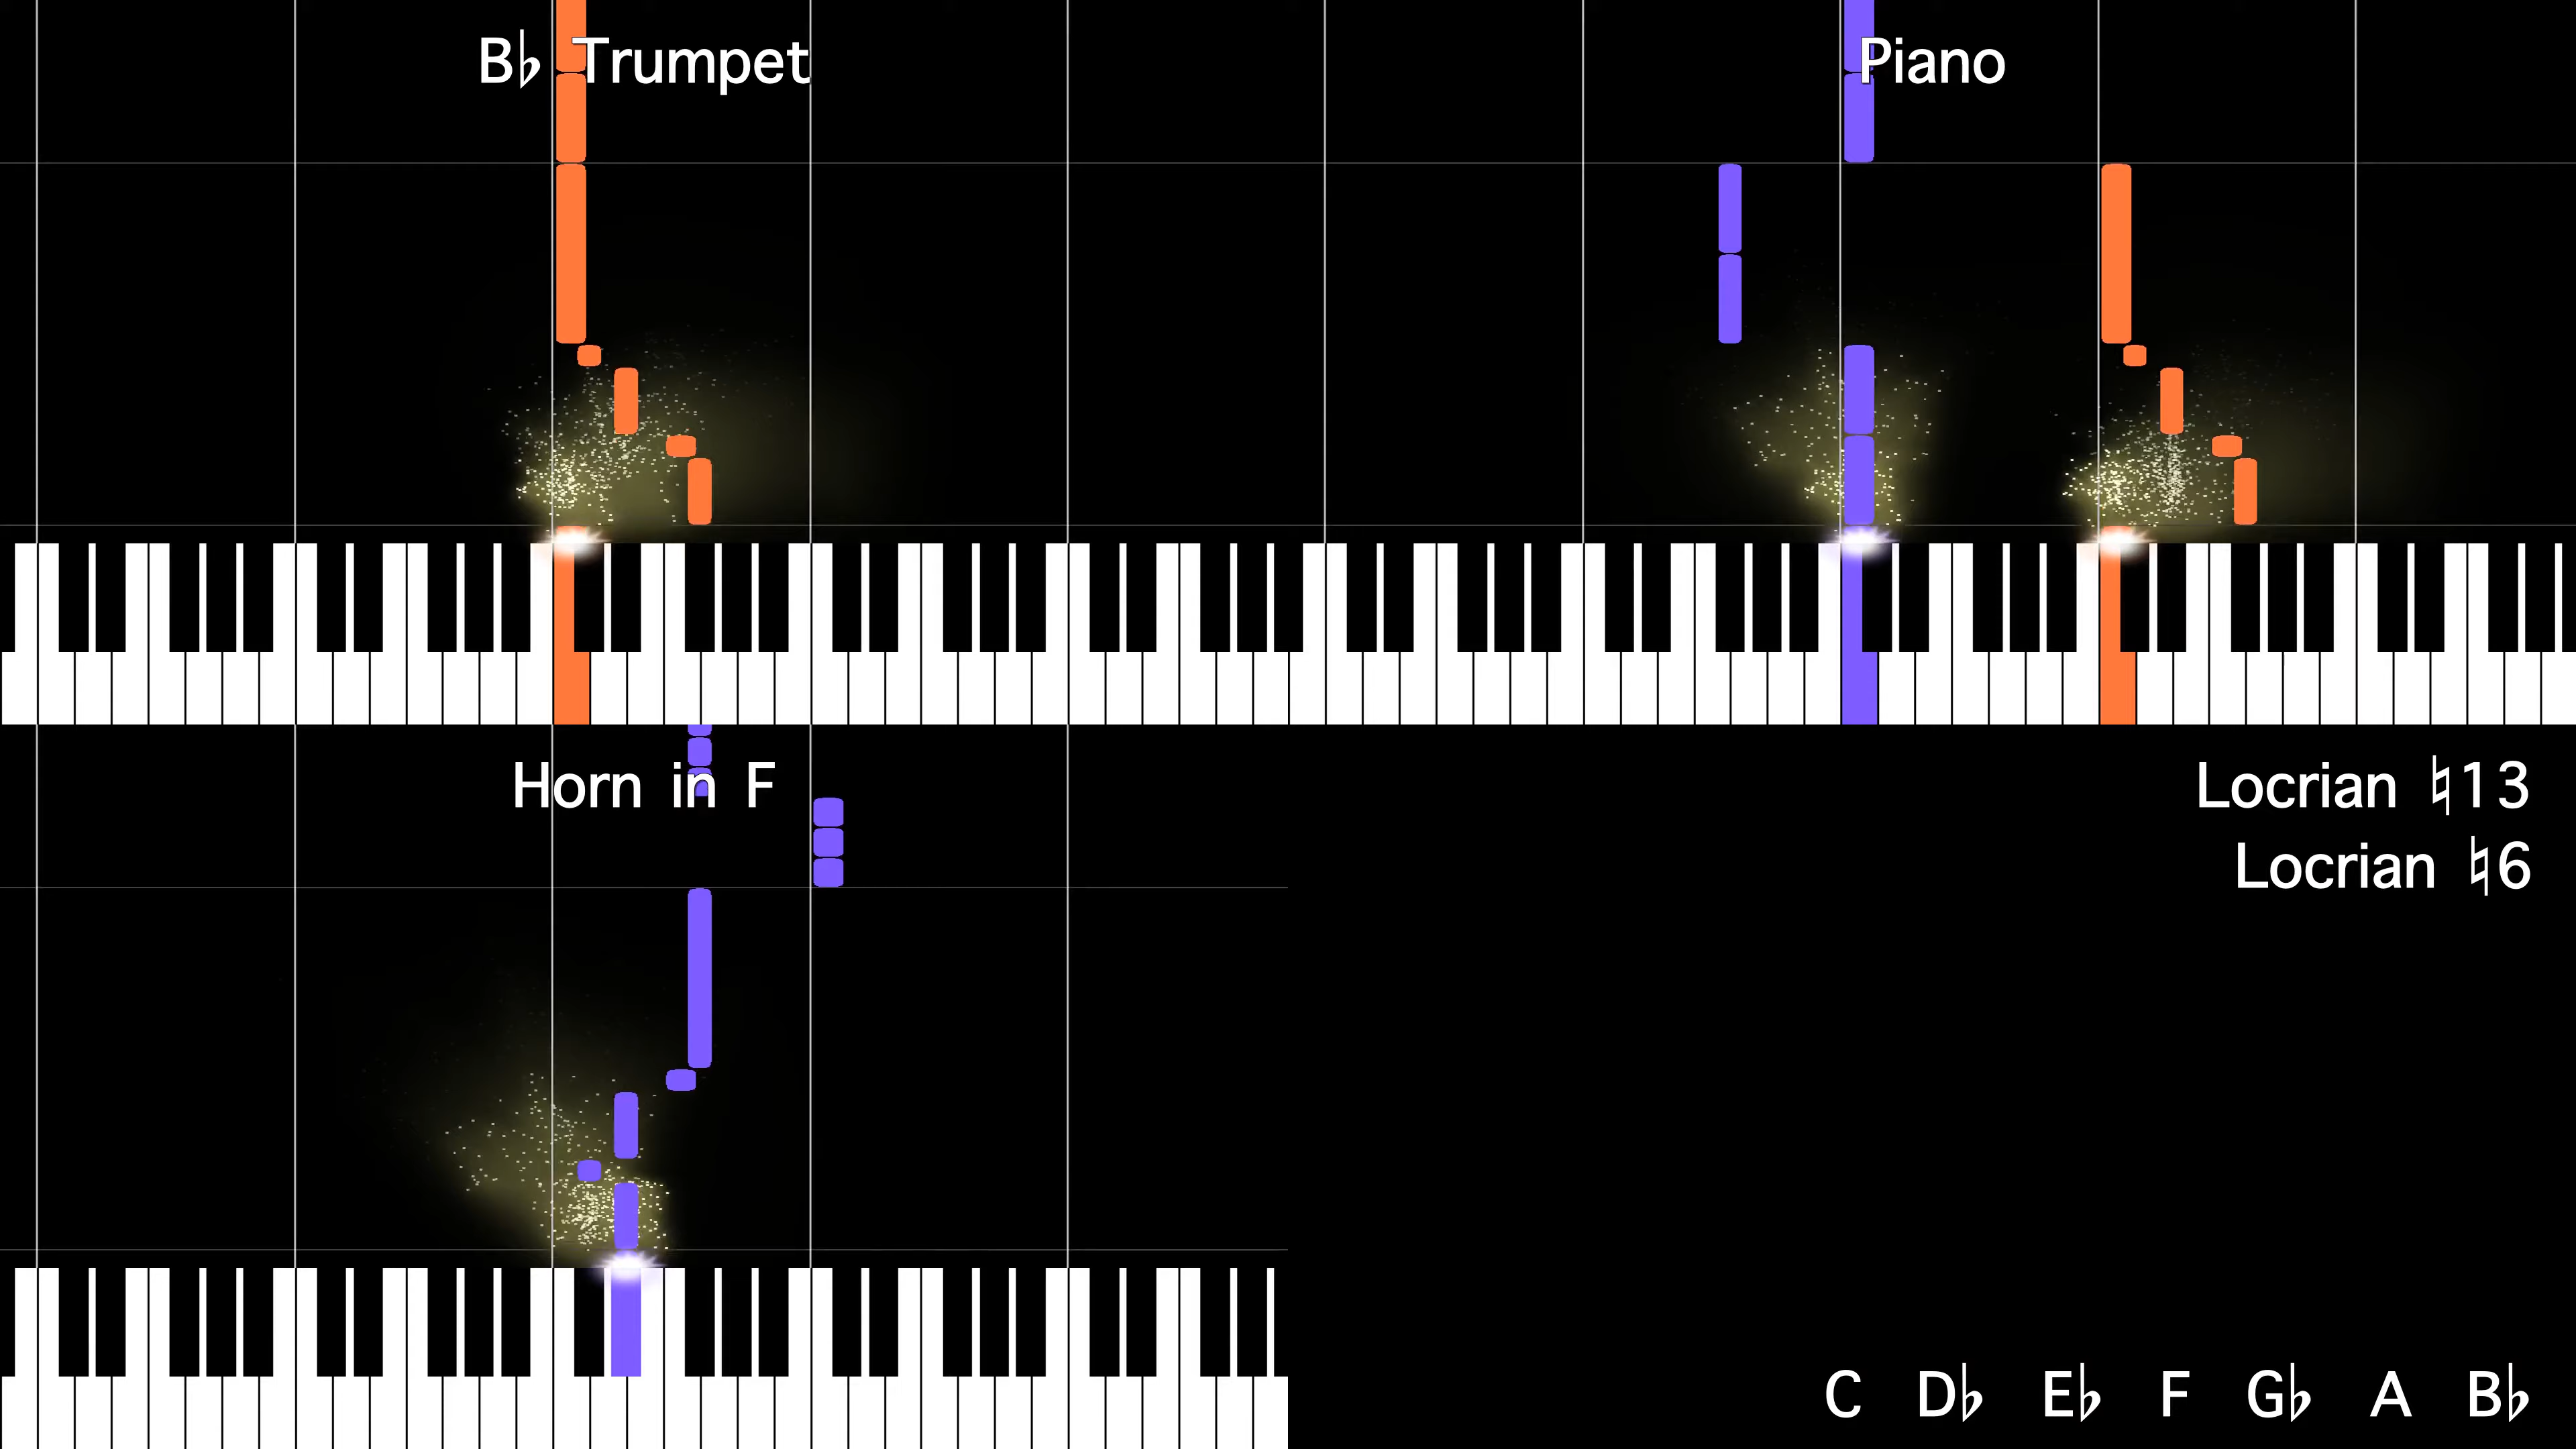 B♭ Trumpet
Piano
Horn in F
Locrian ♮13
Locrian ♮6
C D♭ E♭ F G♭ A B♭